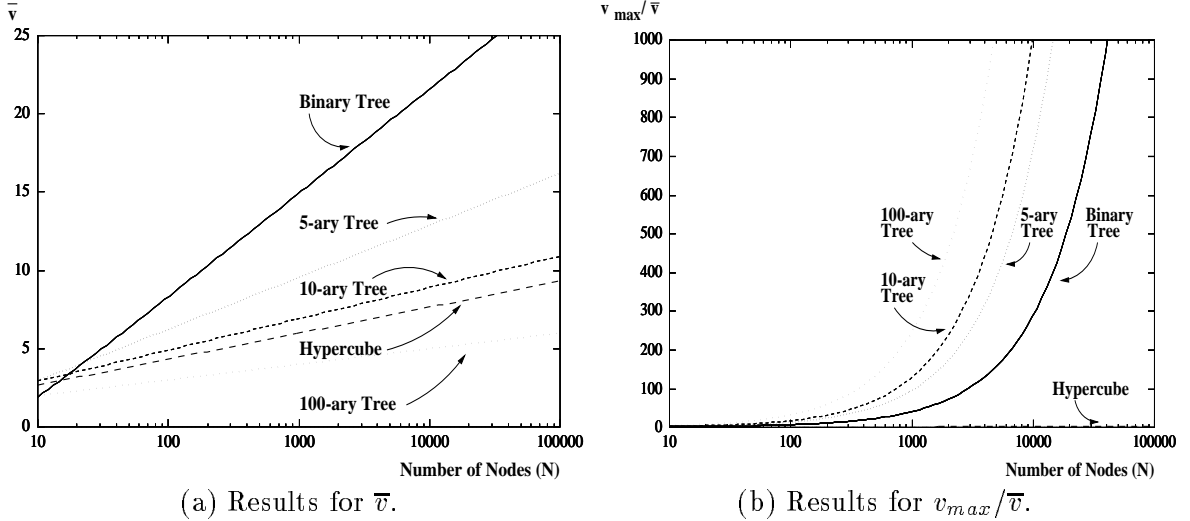 v̅
25
20
15
10
5
0
10
100
1000
10000
100000
Binary Tree
5-ary Tree
10-ary Tree
Hypercube
100-ary Tree
Number of Nodes (N)
(a) Results for v̅.
v max/ v̅
1000
900
800
700
600
500
400
300
200
100
0
10
100
1000
10000
100000
100-ary
Tree
10-ary
Tree
5-ary
Tree
Binary
Tree
Hypercube
Number of Nodes (N)
(b) Results for vmax/v̅.